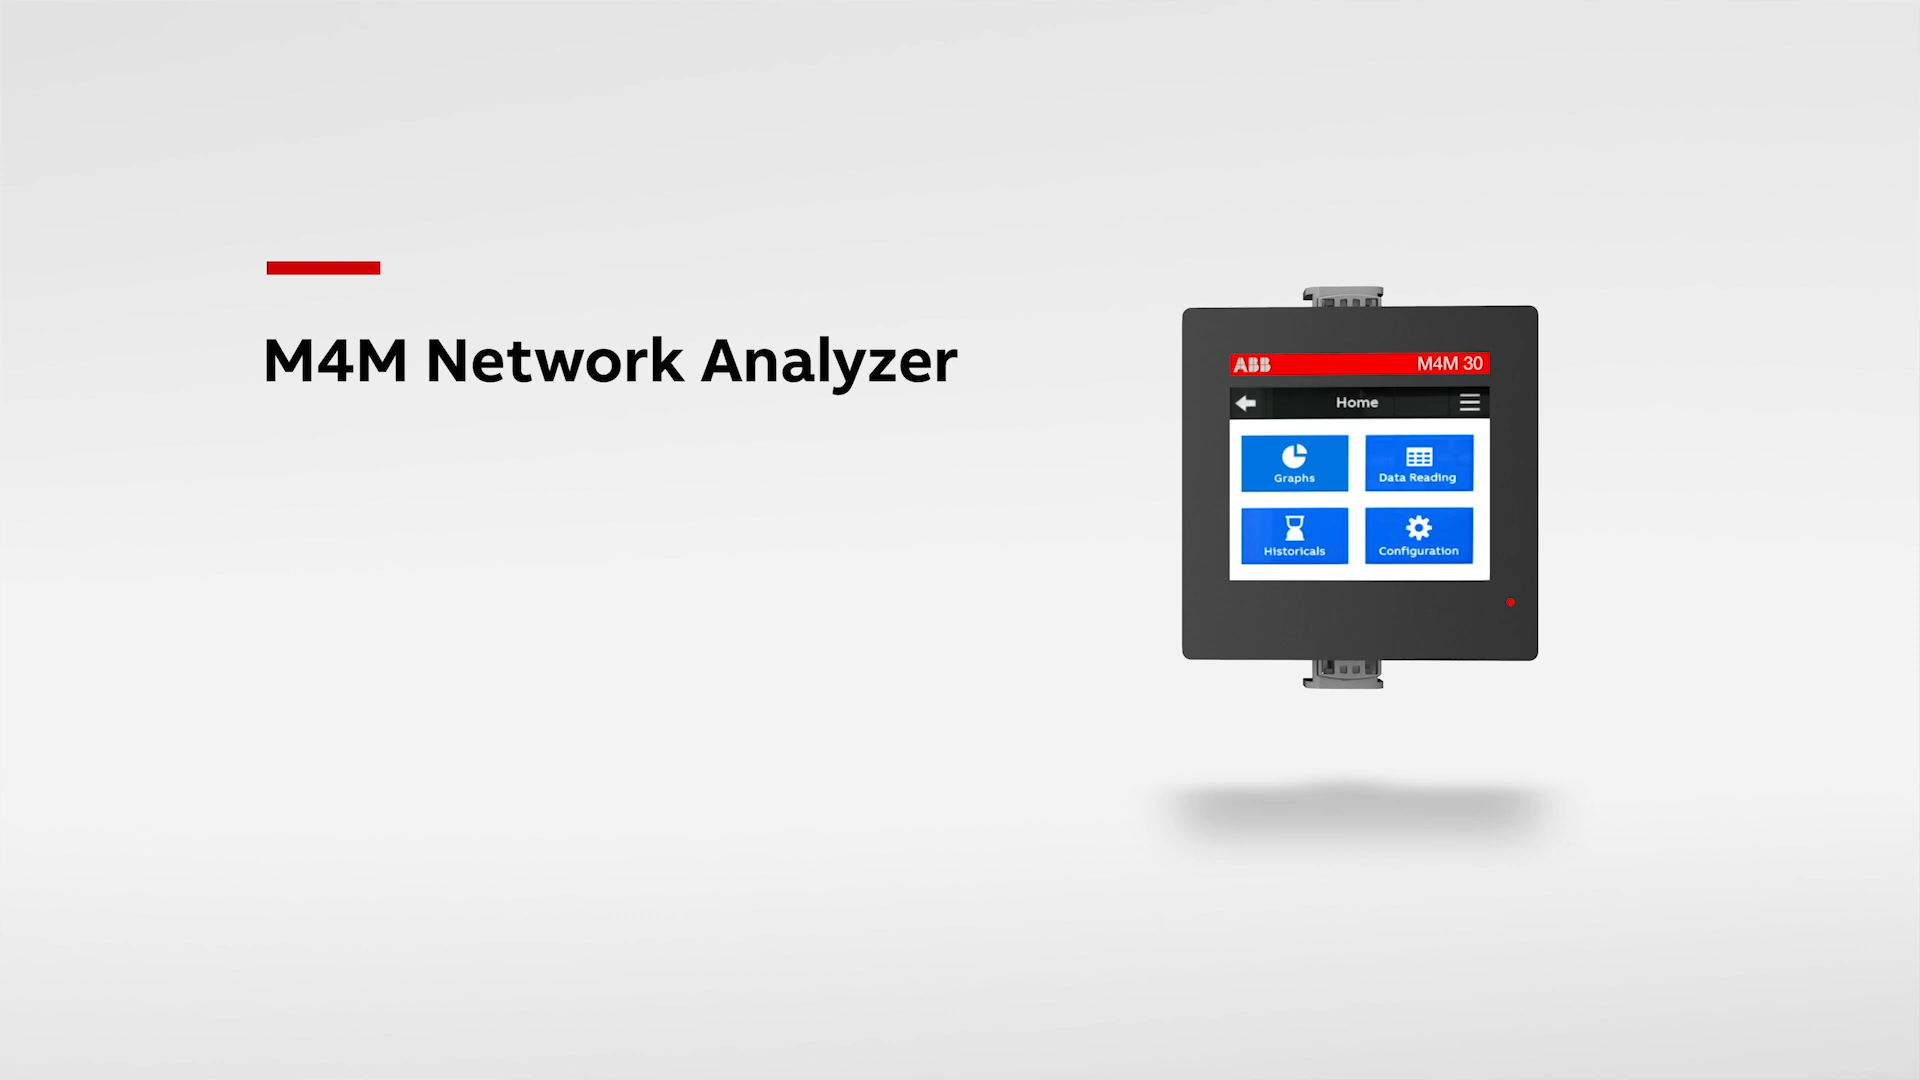 M4M Network Analyzer
ABB M4M 30
Home
Graphs
Data Reading
Historicals
Configuration